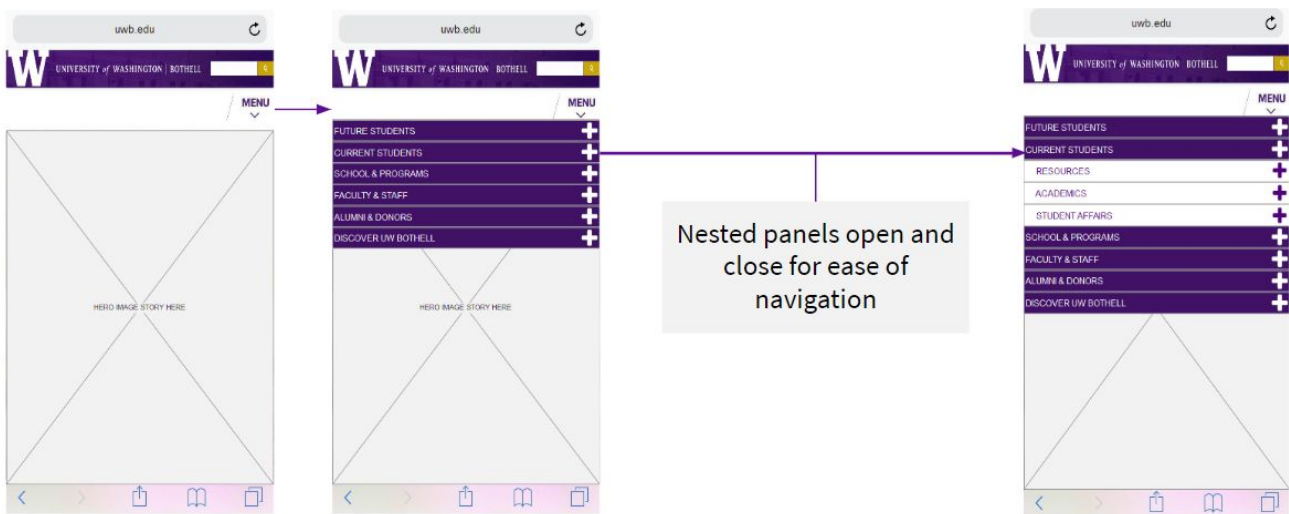 uwb.edu
W
UNIVERSITY of WASHINGTON | BOTHELL
MENU
HERO IMAGE STORY HERE
uwb.edu
W
UNIVERSITY of WASHINGTON BOTHELL
MENU
FUTURE STUDENTS
CURRENT STUDENTS
SCHOOL & PROGRAMS
FACULTY & STAFF
ALUMNI & DONORS
DISCOVER UW BOTHELL
HERO IMAGE STORY HERE
Nested panels open and
close for ease of
navigation
uwb.edu
W
UNIVERSITY of WASHINGTON BOTHELL
MENU
FUTURE STUDENTS
CURRENT STUDENTS
RESOURCES
ACADEMICS
STUDENT AFFAIRS
SCHOOL & PROGRAMS
FACULTY & STAFF
ALUMNI & DONORS
DISCOVER UW BOTHELL